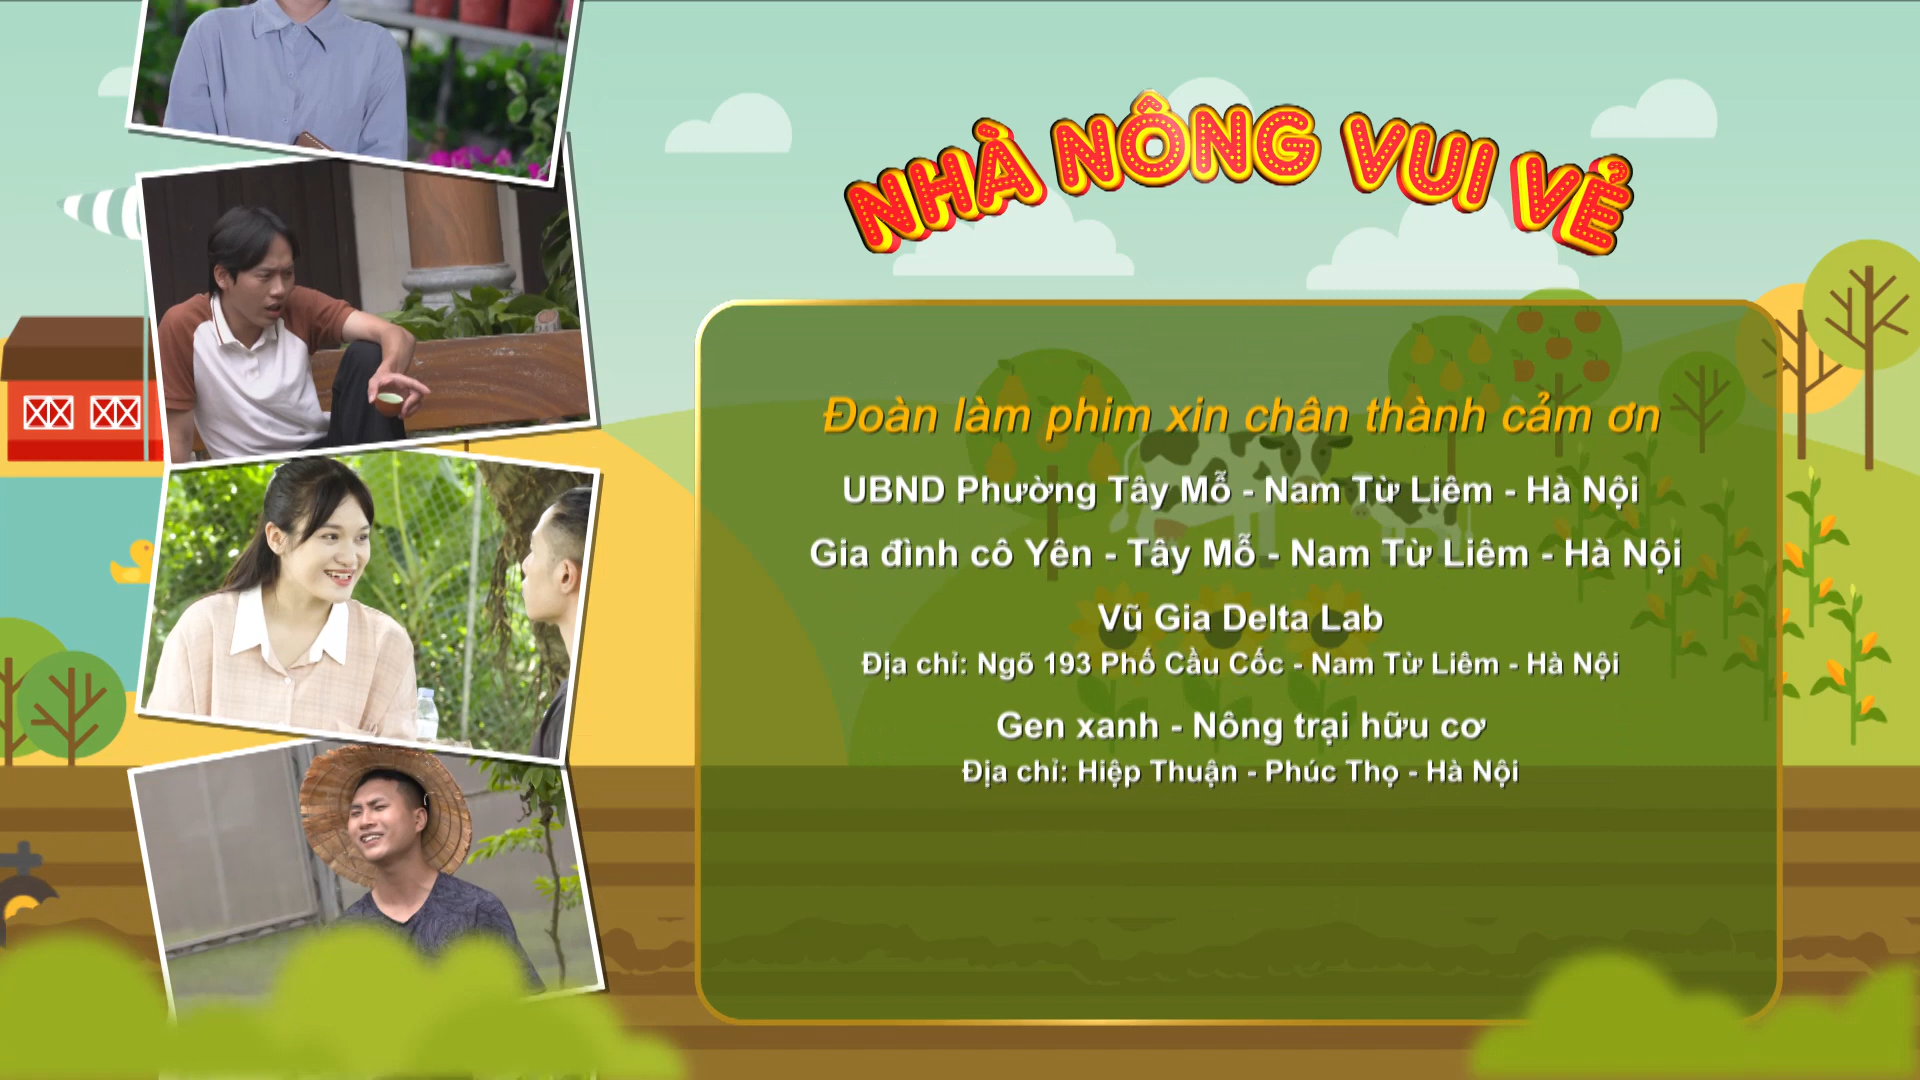 NHÀ NÔNG VUI VẺ
Đoàn làm phim xin chân thành cảm ơn
UBND Phường Tây Mỗ - Nam Từ Liêm - Hà Nội
Gia đình cô Yên - Tây Mỗ - Nam Từ Liêm - Hà Nội
Vũ Gia Delta Lab
Địa chỉ: Ngõ 193 Phố Cầu Cốc - Nam Từ Liêm - Hà Nội
Gen xanh - Nông trại hữu cơ
Địa chỉ: Hiệp Thuận - Phúc Thọ - Hà Nội